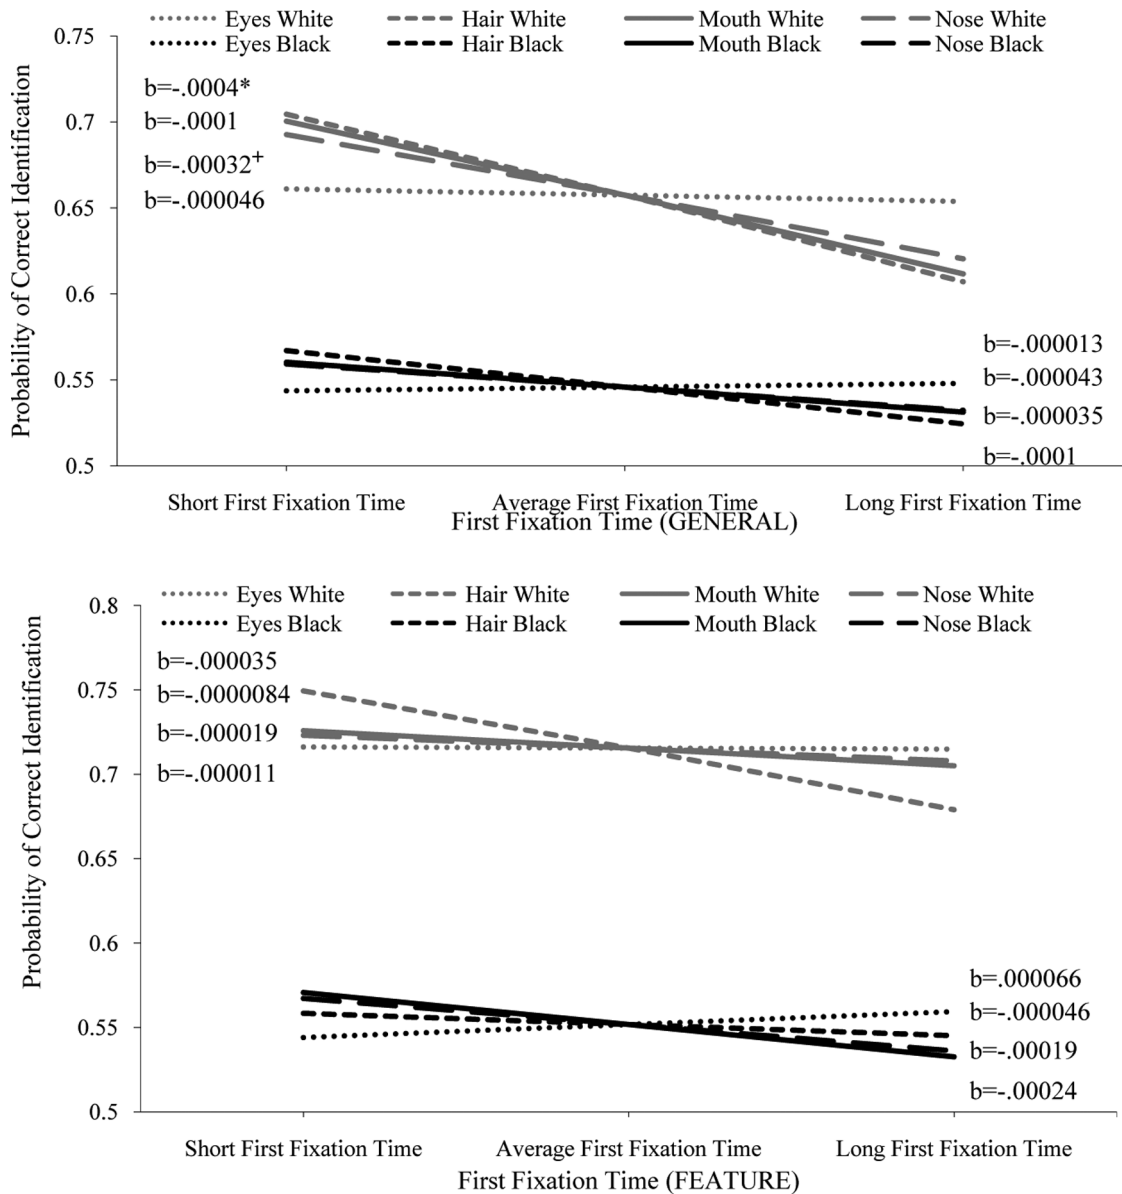 Eyes White Hair White Mouth White Nose White
Eyes Black Hair Black Mouth Black Nose Black
0.75
0.7
0.65
0.6
0.55
0.5
Probability of Correct Identification
b=-.0004*
b=-.0001
b=-.00032+
b=-.000046
b=-.000013
b=-.000043
b=-.000035
b=-.0001
Short First Fixation Time Average First Fixation Time Long First Fixation Time
First Fixation Time (GENERAL)
Eyes White Hair White Mouth White Nose White
Eyes Black Hair Black Mouth Black Nose Black
0.8
0.75
0.7
0.65
0.6
0.55
0.5
Probability of Correct Identification
b=-.000035
b=-.0000084
b=-.000019
b=-.000011
b=.000066
b=-.000046
b=-.00019
b=-.00024
Short First Fixation Time Average First Fixation Time Long First Fixation Time
First Fixation Time (FEATURE)